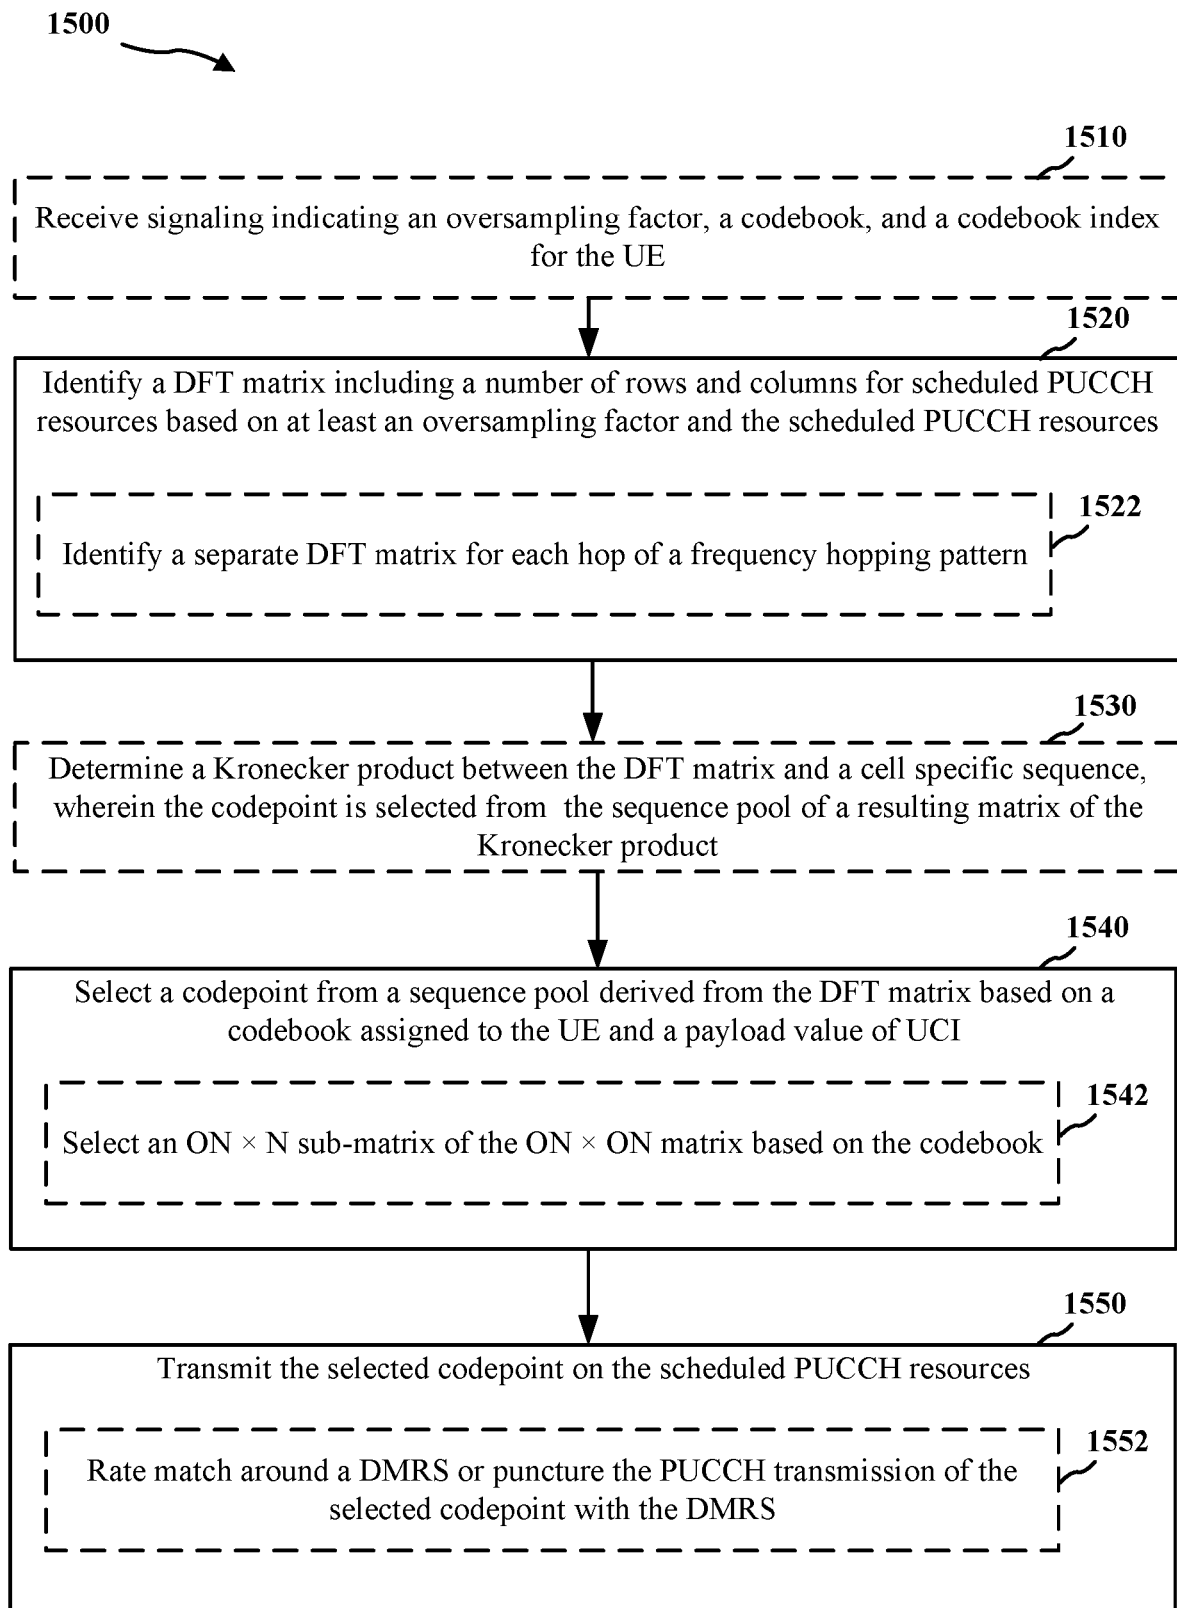 1500
1510
Receive signaling indicating an oversampling factor, a codebook, and a codebook index
for the UE
1520
Identify a DFT matrix including a number of rows and columns for scheduled PUCCH
resources based on at least an oversampling factor and the scheduled PUCCH resources
1522
Identify a separate DFT matrix for each hop of a frequency hopping pattern
1530
Determine a Kronecker product between the DFT matrix and a cell specific sequence,
wherein the codepoint is selected from the sequence pool of a resulting matrix of the
Kronecker product
1540
Select a codepoint from a sequence pool derived from the DFT matrix based on a
codebook assigned to the UE and a payload value of UCI
1542
Select an ON × N sub-matrix of the ON × ON matrix based on the codebook
1550
Transmit the selected codepoint on the scheduled PUCCH resources
1552
Rate match around a DMRS or puncture the PUCCH transmission of the
selected codepoint with the DMRS